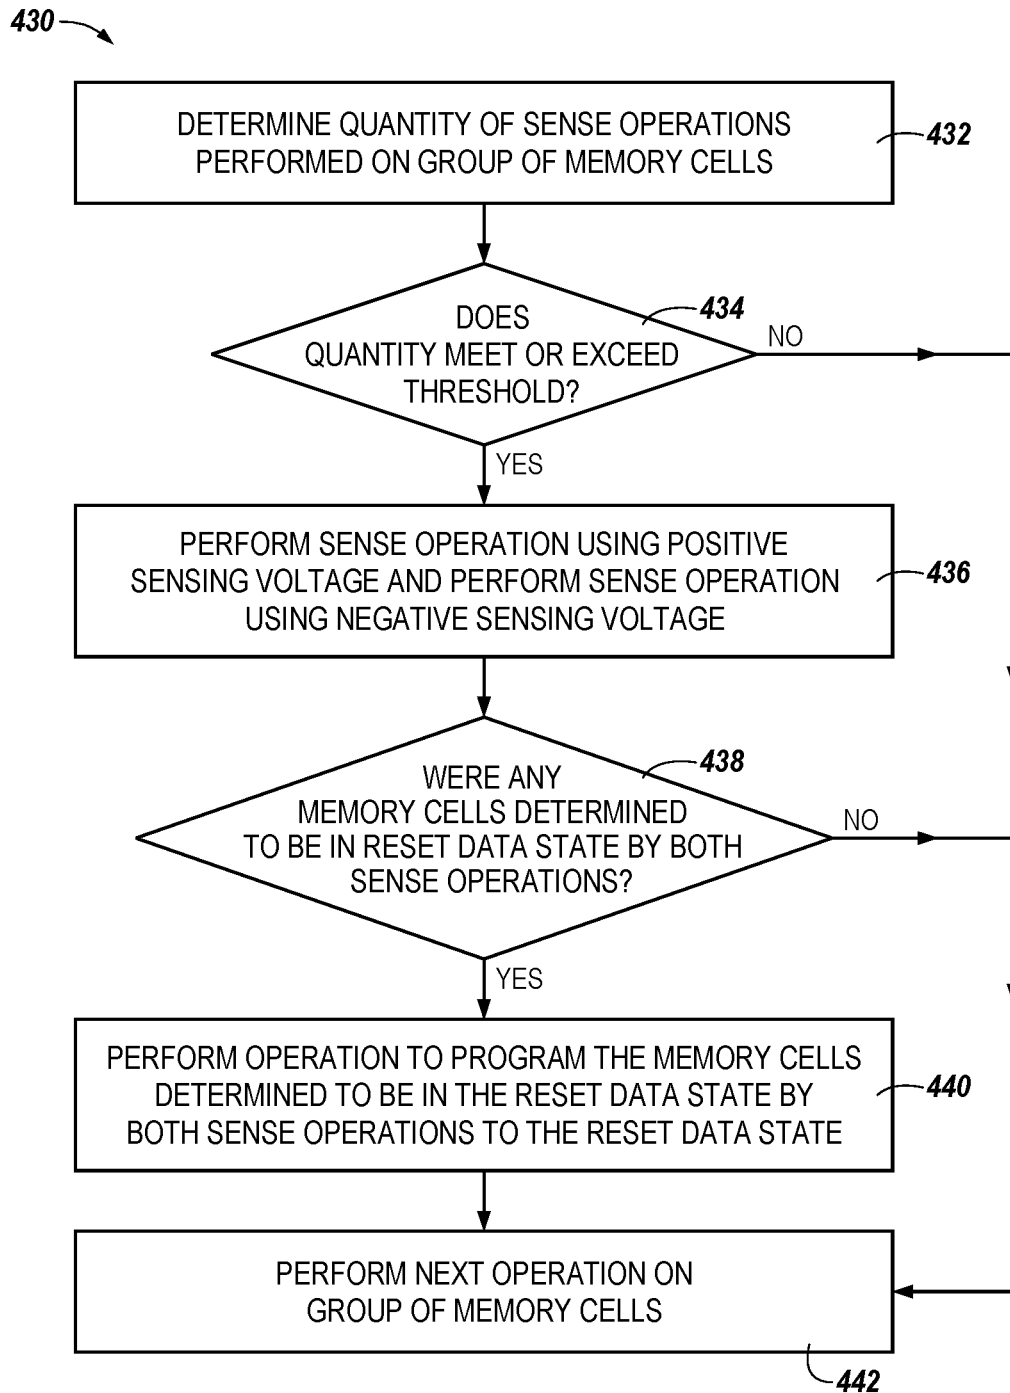 430
DETERMINE QUANTITY OF SENSE OPERATIONS
PERFORMED ON GROUP OF MEMORY CELLS
432
DOES
QUANTITY MEET OR EXCEED
THRESHOLD?
434
NO
YES
PERFORM SENSE OPERATION USING POSITIVE
SENSING VOLTAGE AND PERFORM SENSE OPERATION
USING NEGATIVE SENSING VOLTAGE
436
WERE ANY
MEMORY CELLS DETERMINED
TO BE IN RESET DATA STATE BY BOTH
SENSE OPERATIONS?
438
NO
YES
PERFORM OPERATION TO PROGRAM THE MEMORY CELLS
DETERMINED TO BE IN THE RESET DATA STATE BY
BOTH SENSE OPERATIONS TO THE RESET DATA STATE
440
PERFORM NEXT OPERATION ON
GROUP OF MEMORY CELLS
442